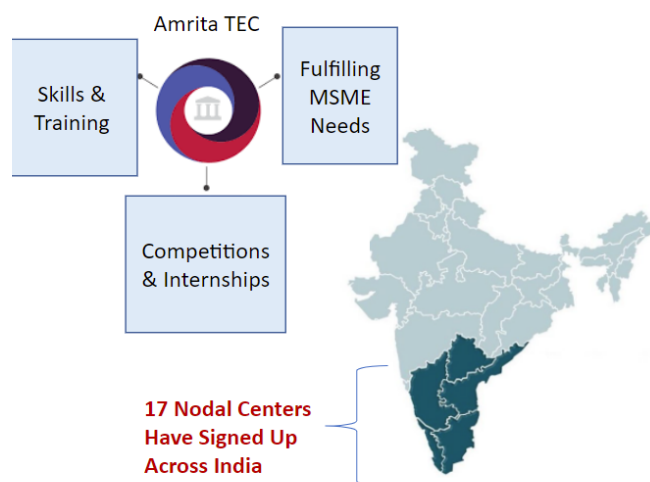 Amrita TEC
Skills &
Training
Fulfilling
MSME
Needs
Competitions
& Internships
17 Nodal Centers
Have Signed Up
Across India